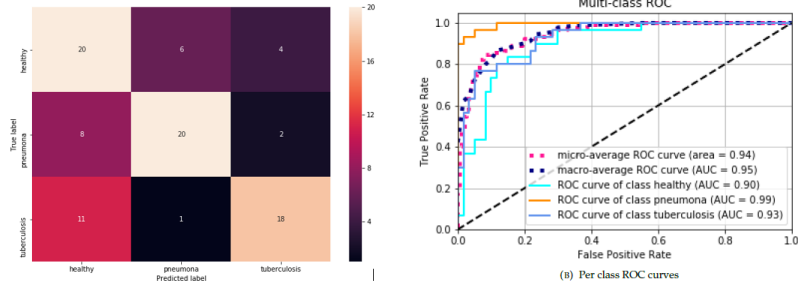 20 6 4
8 20 2
11 1 18
healthy
pneumona
tuberculosis
True label
healthy pneumona tuberculosis
Predicted label
20
16
12
8
4
Multi-class ROC
1.0
0.8
0.6
0.4
0.2
0.0
True Positive Rate
micro-average ROC curve (area = 0.94)
macro-average ROC curve (AUC = 0.95)
ROC curve of class healthy (AUC = 0.90)
ROC curve of class pneumona (AUC = 0.99)
ROC curve of class tuberculosis (AUC = 0.93)
0.0 0.2 0.4 0.6 0.8 1.0
False Positive Rate
(B) Per class ROC curves